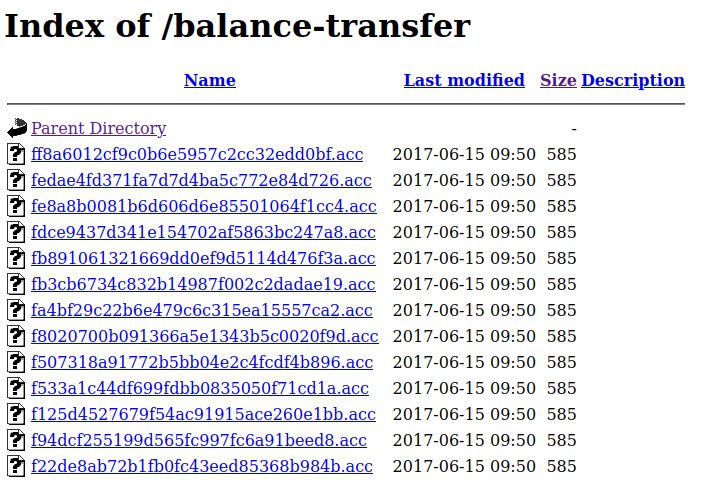 Index of /balance-transfer
Name Last modified Size Description
Parent Directory -
ff8a6012cf9c0b6e5957c2cc32edd0bf.acc 2017-06-15 09:50 585
fedae4fd371fa7d7d4ba5c772e84d726.acc 2017-06-15 09:50 585
fe8a8b0081b6d606d6e85501064f1cc4.acc 2017-06-15 09:50 585
fdce9437d341e154702af5863bc247a8.acc 2017-06-15 09:50 585
fb891061321669dd0ef9d5114d476f3a.acc 2017-06-15 09:50 585
fb3cb6734c832b14987f002c2dadae19.acc 2017-06-15 09:50 585
fa4bf29c22b6e479c6c315ea15557ca2.acc 2017-06-15 09:50 585
f8020700b091366a5e1343b5c0020f9d.acc 2017-06-15 09:50 585
f507318a91772b5bb04e2c4fcdf4b896.acc 2017-06-15 09:50 585
f533a1c44df699fdbb0835050f71cd1a.acc 2017-06-15 09:50 585
f125d4527679f54ac91915ace260e1bb.acc 2017-06-15 09:50 585
f94dcf255199d565fc997fc6a91beed8.acc 2017-06-15 09:50 585
f22de8ab72b1fb0fc43eed85368b984b.acc 2017-06-15 09:50 585